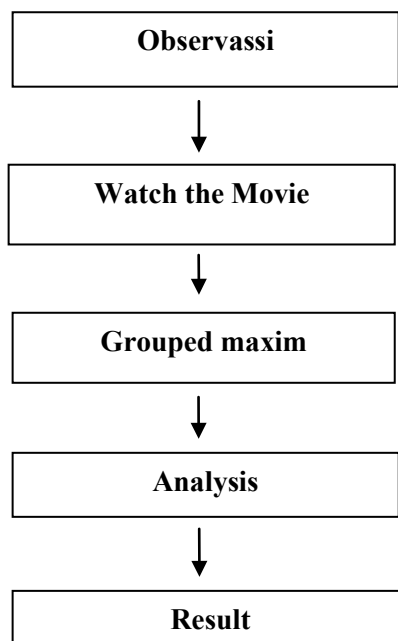 Observassi
Watch the Movie
Grouped maxim
Analysis
Result